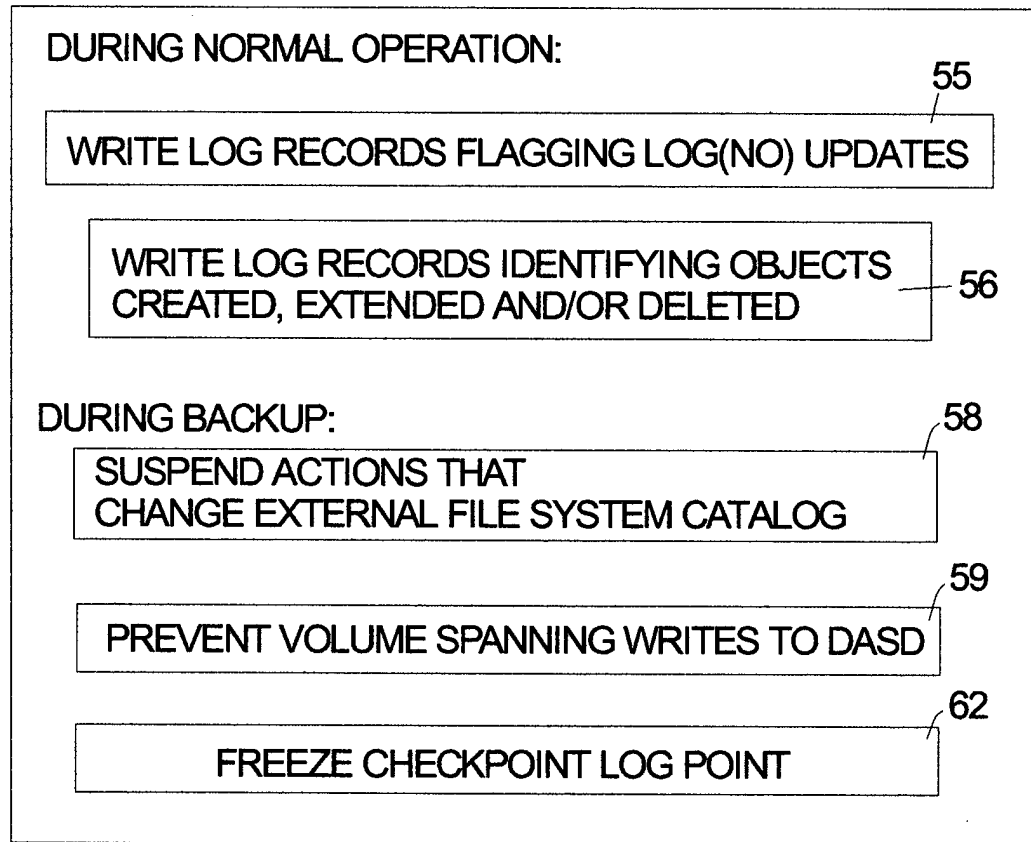 DURING NORMAL OPERATION:
55
WRITE LOG RECORDS FLAGGING LOG(NO) UPDATES
WRITE LOG RECORDS IDENTIFYING OBJECTS
CREATED, EXTENDED AND/OR DELETED
56
DURING BACKUP:
58
SUSPEND ACTIONS THAT
CHANGE EXTERNAL FILE SYSTEM CATALOG
59
PREVENT VOLUME SPANNING WRITES TO DASD
62
FREEZE CHECKPOINT LOG POINT